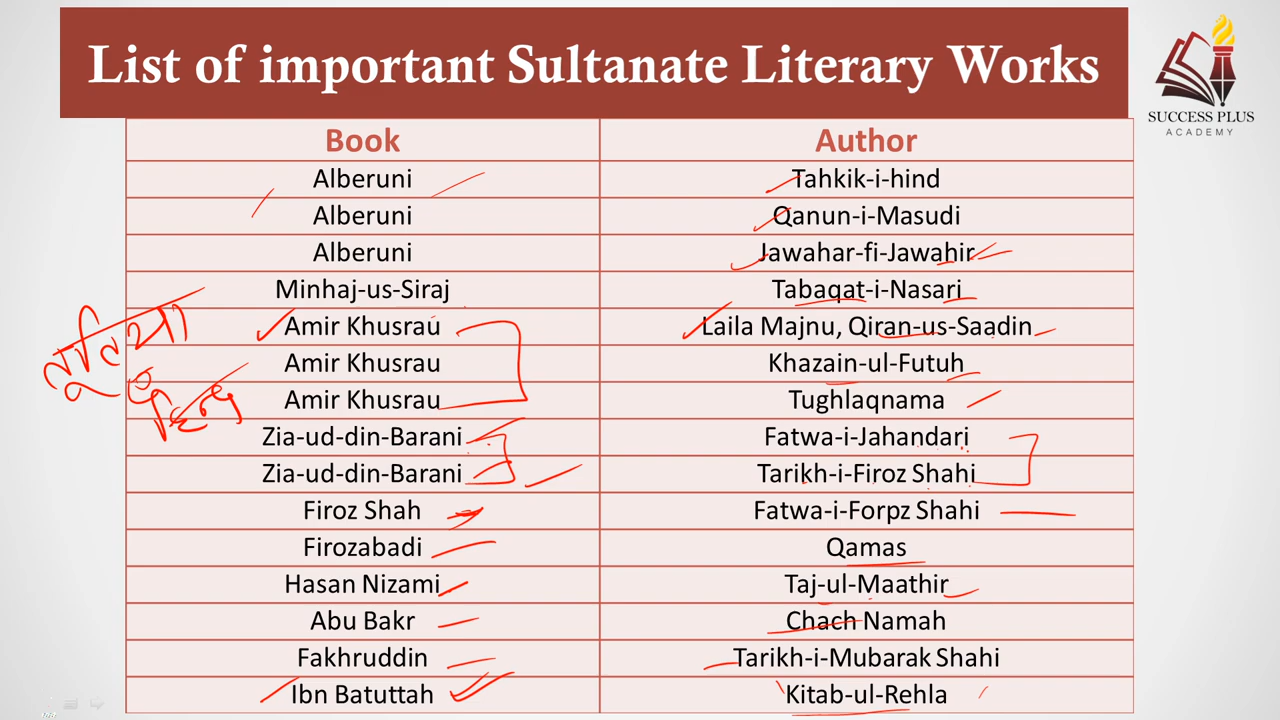 List of important Sultanate Literary Works
SUCCESS PLUS
ACADEMY
Book Author
Alberuni Tahkik-i-hind
Alberuni Qanun-i-Masudi
Alberuni Jawahar-fi-Jawahir
Minhaj-us-Siraj Tabaqat-i-Nasari
Amir Khusrau Laila Majnu, Qiran-us-Saadin
Amir Khusrau Khazain-ul-Futuh
Amir Khusrau Tughlaqnama
Zia-ud-din-Barani Fatwa-i-Jahandari
Zia-ud-din-Barani Tarikh-i-Firoz Shahi
Firoz Shah Fatwa-i-Forpz Shahi
Firozabadi Qamas
Hasan Nizami Taj-ul-Maathir
Abu Bakr Chach Namah
Fakhruddin Tarikh-i-Mubarak Shahi
Ibn Batuttah Kitab-ul-Rehla